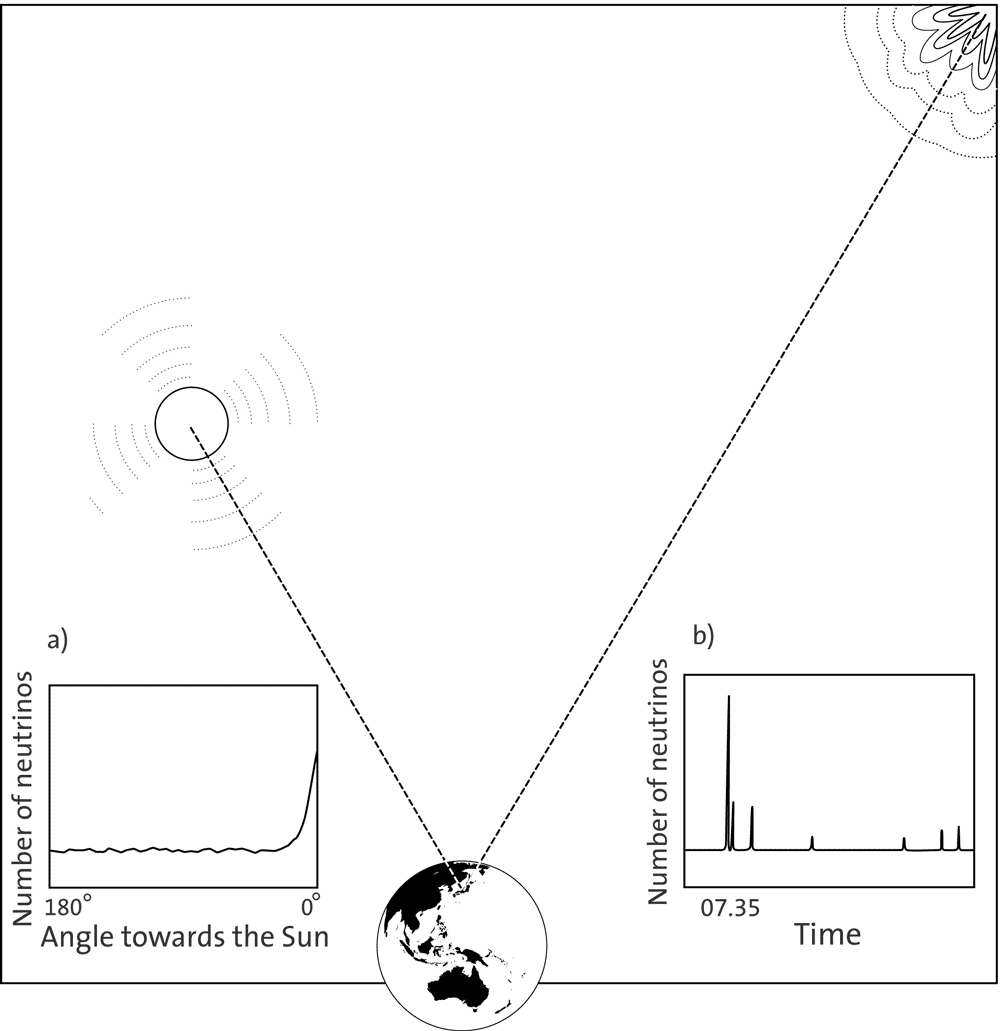 a)
Number of neutrinos
180°
0°
Angle towards the Sun
b)
Number of neutrinos
07.35
Time